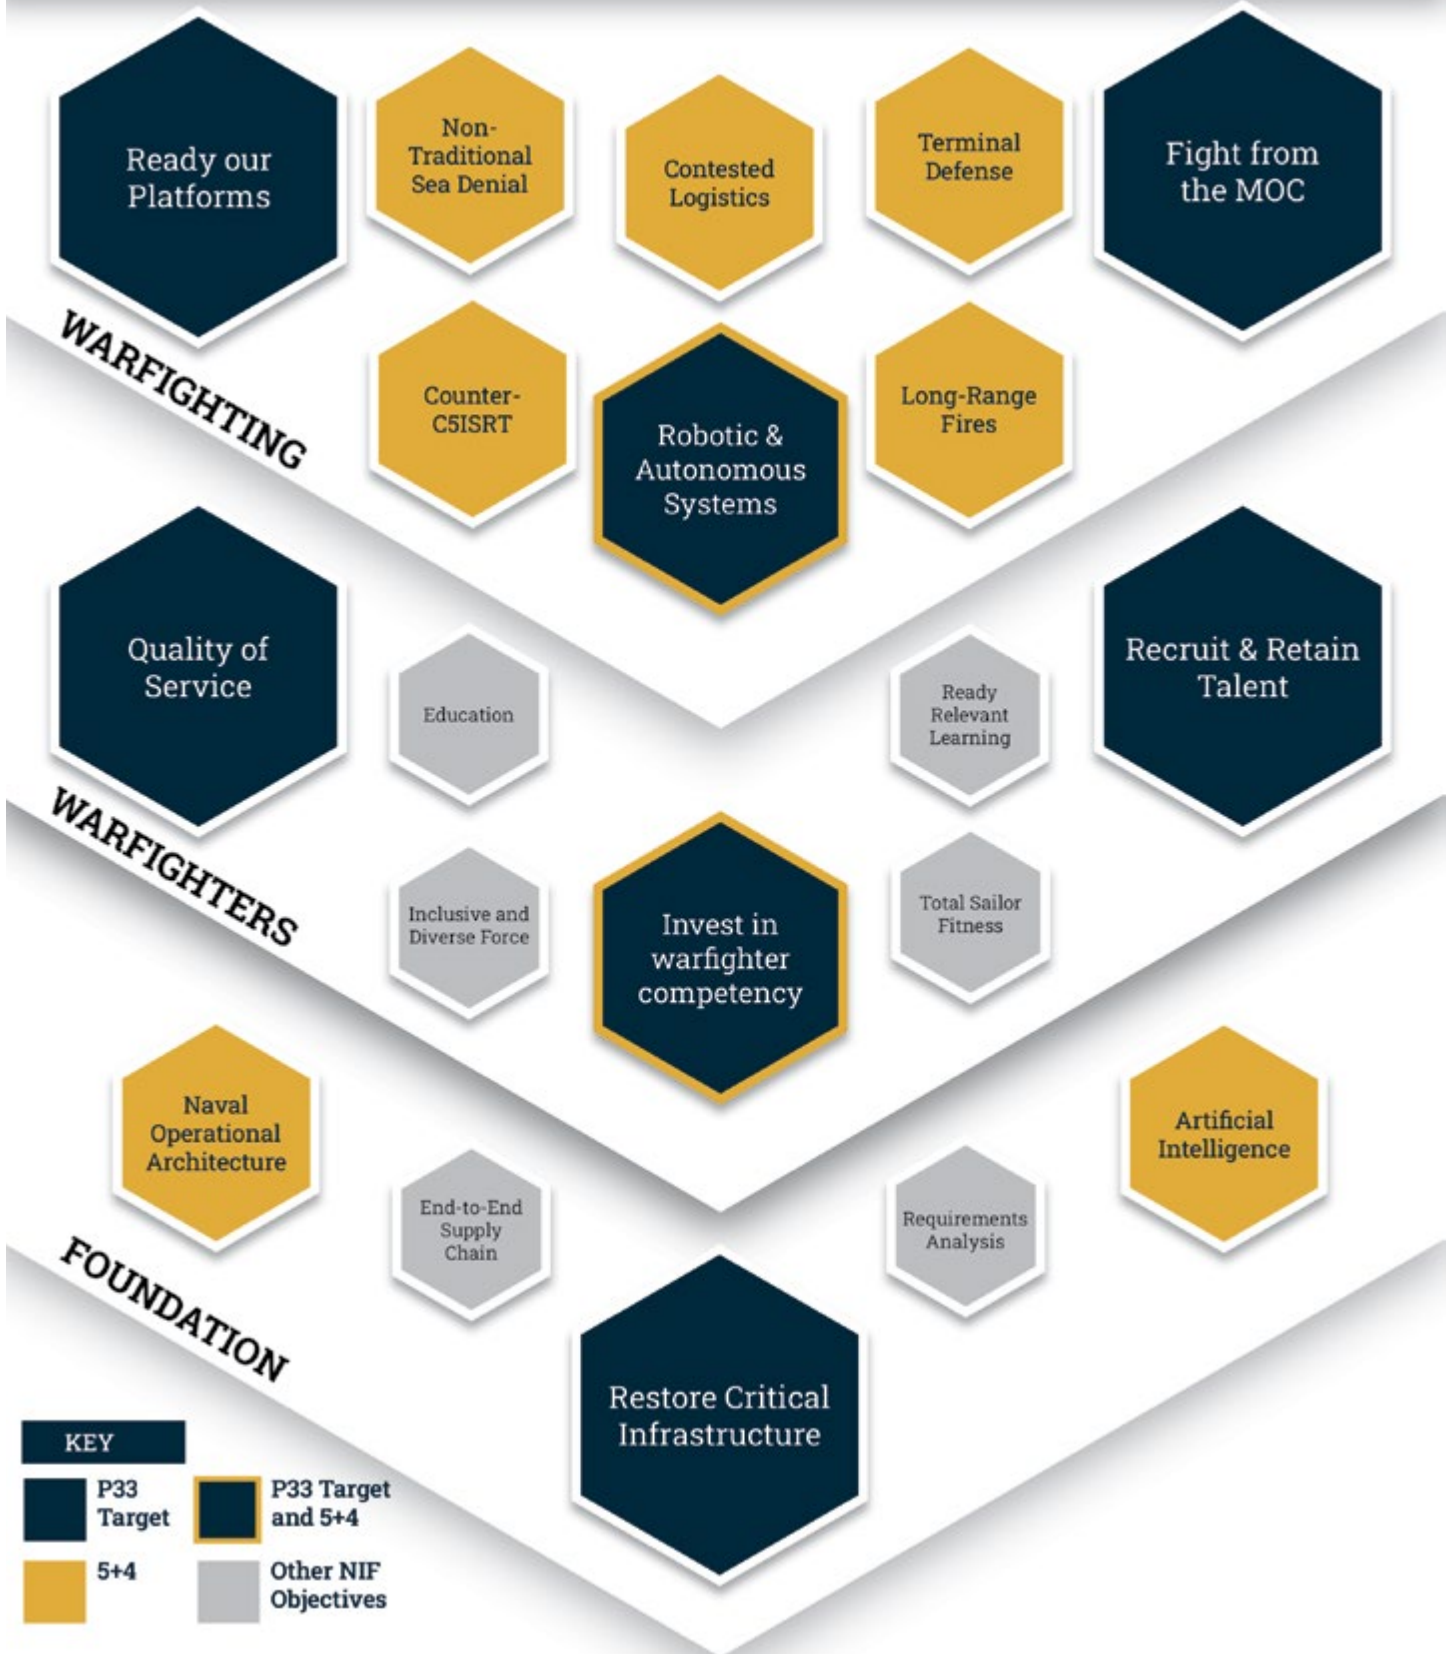 Ready our
Platforms
Non-
Traditional
Sea Denial
Contested
Logistics
Terminal
Defense
Fight from
the MOC
WARFIGHTING
Counter-
C5ISRT
Robotic &
Autonomous
Systems
Long-Range
Fires
Quality of
Service
Education
Ready
Relevant
Learning
Recruit & Retain
Talent
WARFIGHTERS
Inclusive and
Diverse Force
Invest in
warfighter
competency
Total Sailor
Fitness
Naval
Operational
Architecture
End-to-End
Supply
Chain
Requirements
Analysis
Artificial
Intelligence
FOUNDATION
Restore Critical
Infrastructure
KEY
P33
Target
P33 Target
and 5+4
5+4
Other NIF
Objectives